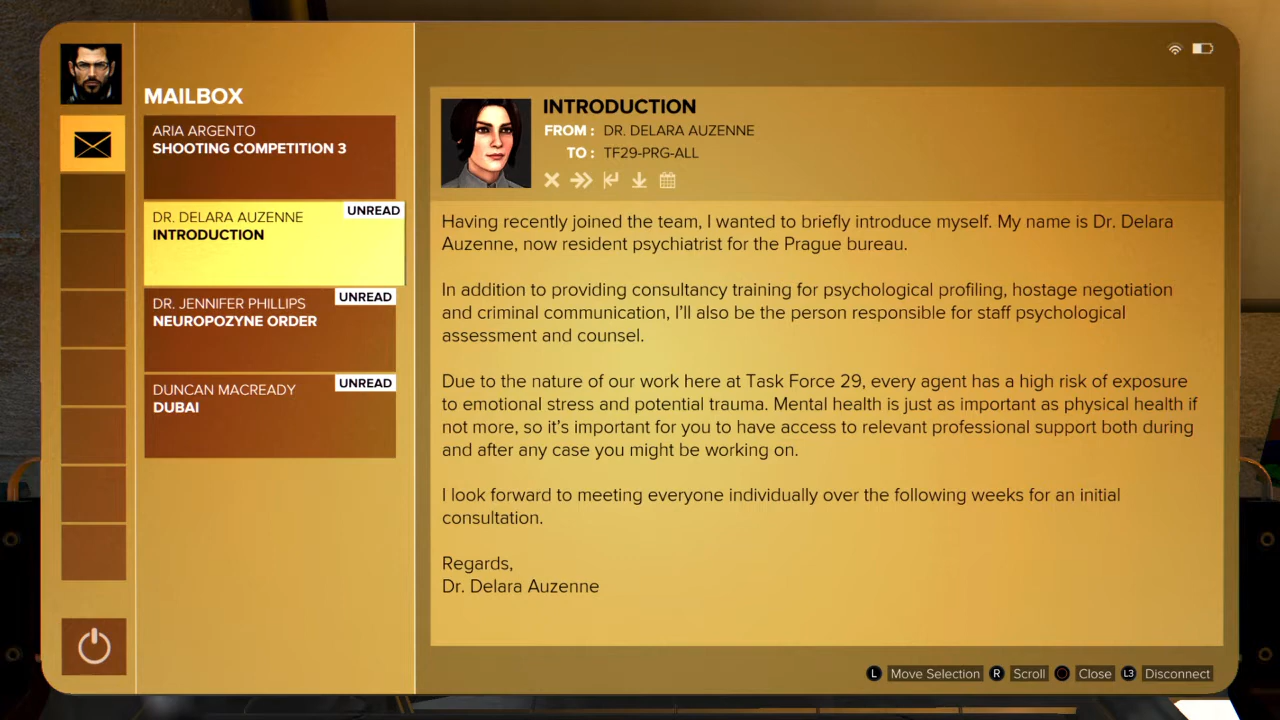 MAILBOX
ARIA ARGENTO
SHOOTING COMPETITION 3
UNREAD
DR. DELARA AUZENNE
INTRODUCTION
UNREAD
DR. JENNIFER PHILLIPS
NEUROPOZYNE ORDER
UNREAD
DUNCAN MACREADY
DUBAI
INTRODUCTION
FROM : DR. DELARA AUZENNE
TO : TF29-PRG-ALL
Having recently joined the team, I wanted to briefly introduce myself. My name is Dr. Delara
Auzenne, now resident psychiatrist for the Prague bureau.
In addition to providing consultancy training for psychological profiling, hostage negotiation
and criminal communication, I'll also be the person responsible for staff psychological
assessment and counsel.
Due to the nature of our work here at Task Force 29, every agent has a high risk of exposure
to emotional stress and potential trauma. Mental health is just as important as physical health if
not more, so it's important for you to have access to relevant professional support both during
and after any case you might be working on.
I look forward to meeting everyone individually over the following weeks for an initial
consultation.
Regards,
Dr. Delara Auzenne
L Move Selection R Scroll Close L3 Disconnect